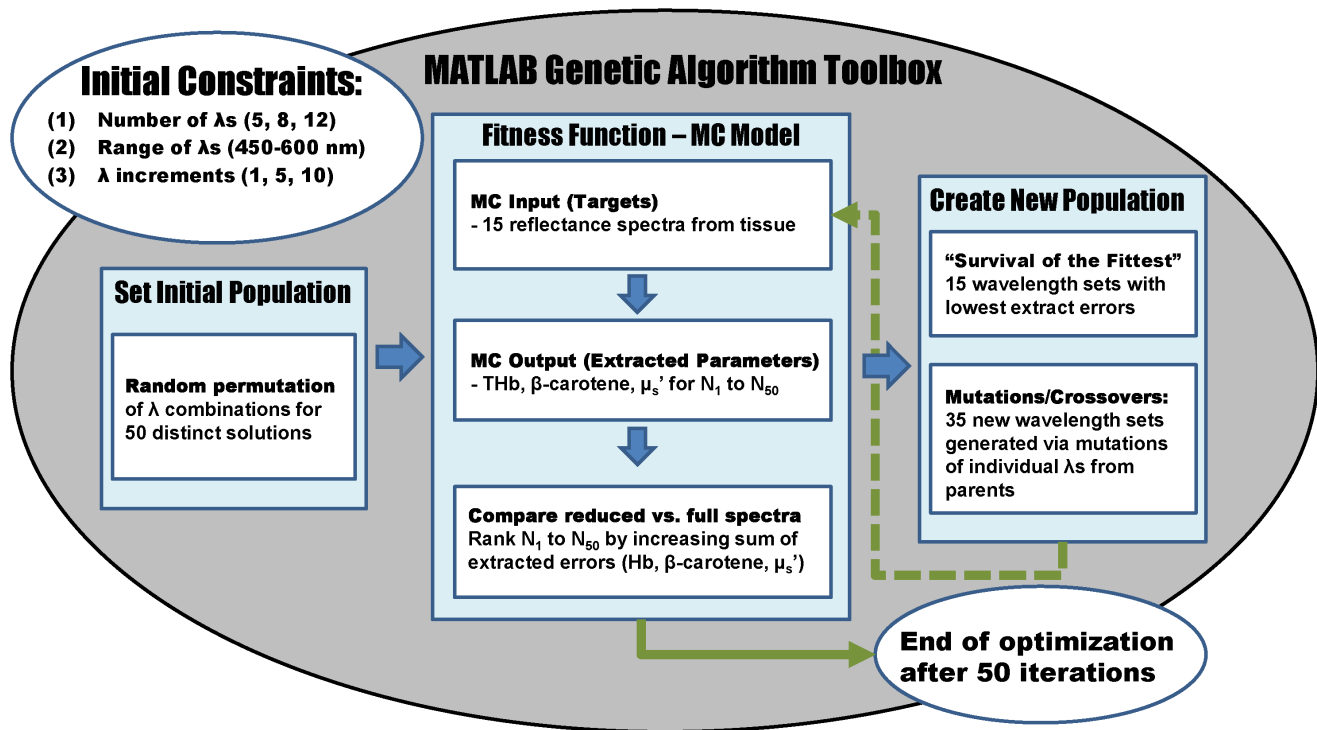 MATLAB Genetic Algorithm Toolbox
Initial Constraints:
(1) Number of λs (5, 8, 12)
(2) Range of λs (450-600 nm)
(3) λ increments (1, 5, 10)
Set Initial Population
Random permutation
of λ combinations for
50 distinct solutions
Fitness Function – MC Model
MC Input (Targets)
- 15 reflectance spectra from tissue
MC Output (Extracted Parameters)
- THb, β-carotene, μs’ for N1 to N50
Compare reduced vs. full spectra
Rank N1 to N50 by increasing sum of
extracted errors (Hb, β-carotene, μs’)
Create New Population
“Survival of the Fittest”
15 wavelength sets with
lowest extract errors
Mutations/Crossovers:
35 new wavelength sets
generated via mutations
of individual λs from
parents
End of optimization
after 50 iterations